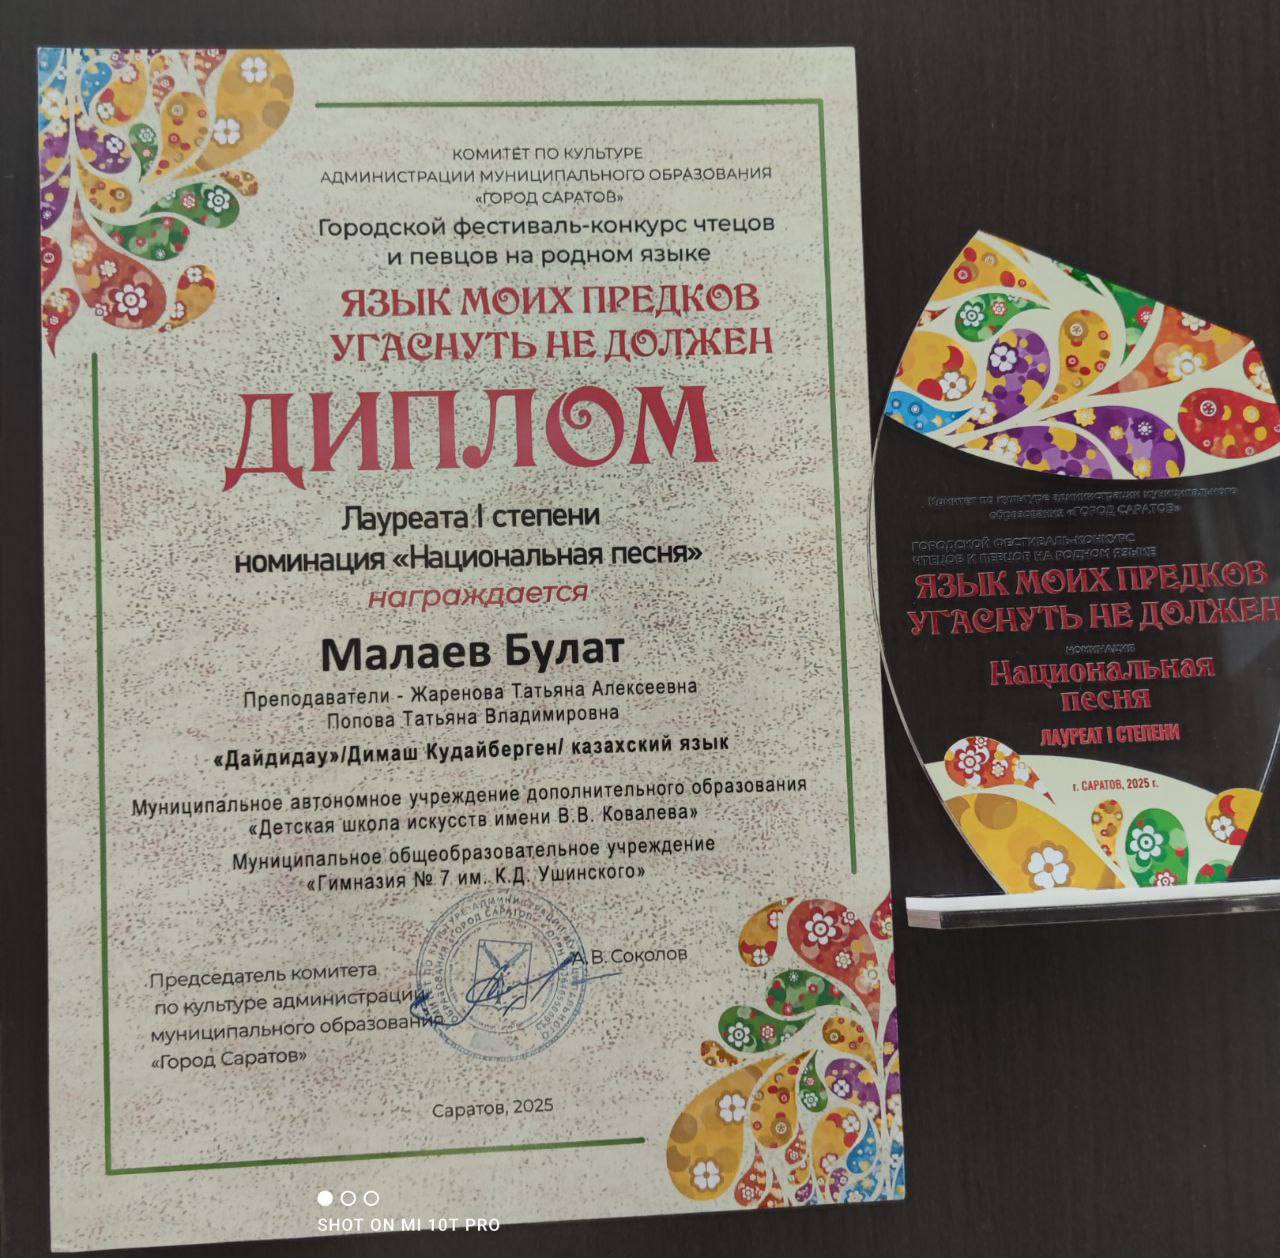 КОМИТЕТ ПО КУЛЬТУРЕ
АДМИНИСТРАЦИИ МУНИЦИПАЛЬНОГО ОБРАЗОВАНИЯ
«ГОРОД САРАТОВ»
Городской фестиваль-конкурс чтецов
и певцов на родном языке
ЯЗЫК МОИХ ПРЕДКОВ
УГАСНУТЬ НЕ ДОЛЖЕН
ДИПЛОМ
Лауреата I степени
номинация «Национальная песня»
награждается
Малаев Булат
Преподаватели - Жаренова Татьяна Алексеевна
Попова Татьяна Владимировна
«Дайдидау»/Димаш Кудайберген/ казахский язык
Муниципальное автономное учреждение дополнительного образования
«Детская школа искусств имени В.В. Ковалева»
Муниципальное общеобразовательное учреждение
«Гимназия № 7 им. К.Д. Ушинского»
Председатель комитета
по культуре администрации
муниципального образования
«Город Саратов»
А.В.Соколов
Саратов, 2025
SHOT ON MI 10T PRO
Комитет по культуре администрации муниципального
образования «ГОРОД САРАТОВ»
ГОРОДСКОЙ ФЕСТИВАЛЬ-КОНКУРС
ЧТЕЦОВ И ПЕВЦОВ НА РОДНОМ ЯЗЫКЕ
ЯЗЫК МОИХ ПРЕДКОВ
УГАСНУТЬ НЕ ДОЛЖЕН
НОМИНАЦИЯ
Национальная
песня
ЛАУРЕАТ I СТЕПЕНИ
г. САРАТОВ, 2025 г.